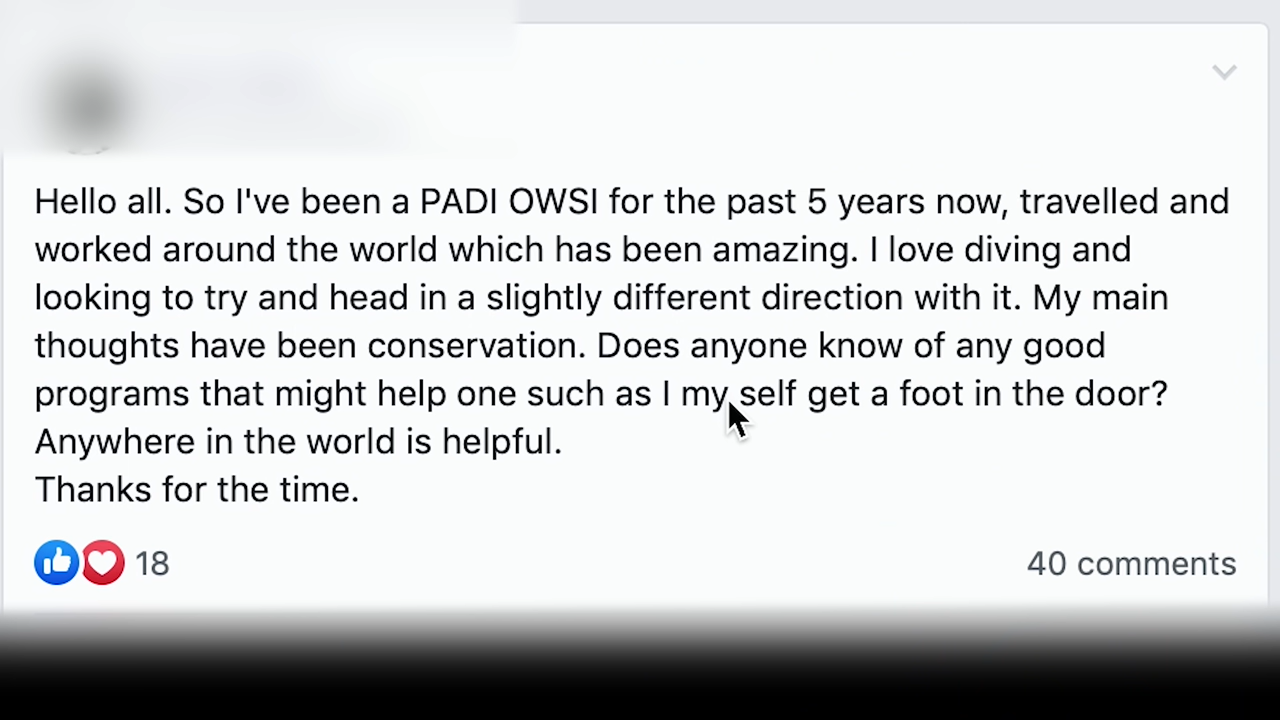 Hello all. So I've been a PADI OWSI for the past 5 years now, travelled and
worked around the world which has been amazing. I love diving and
looking to try and head in a slightly different direction with it. My main
thoughts have been conservation. Does anyone know of any good
programs that might help one such as I my self get a foot in the door?
Anywhere in the world is helpful.
Thanks for the time.
18 40 comments